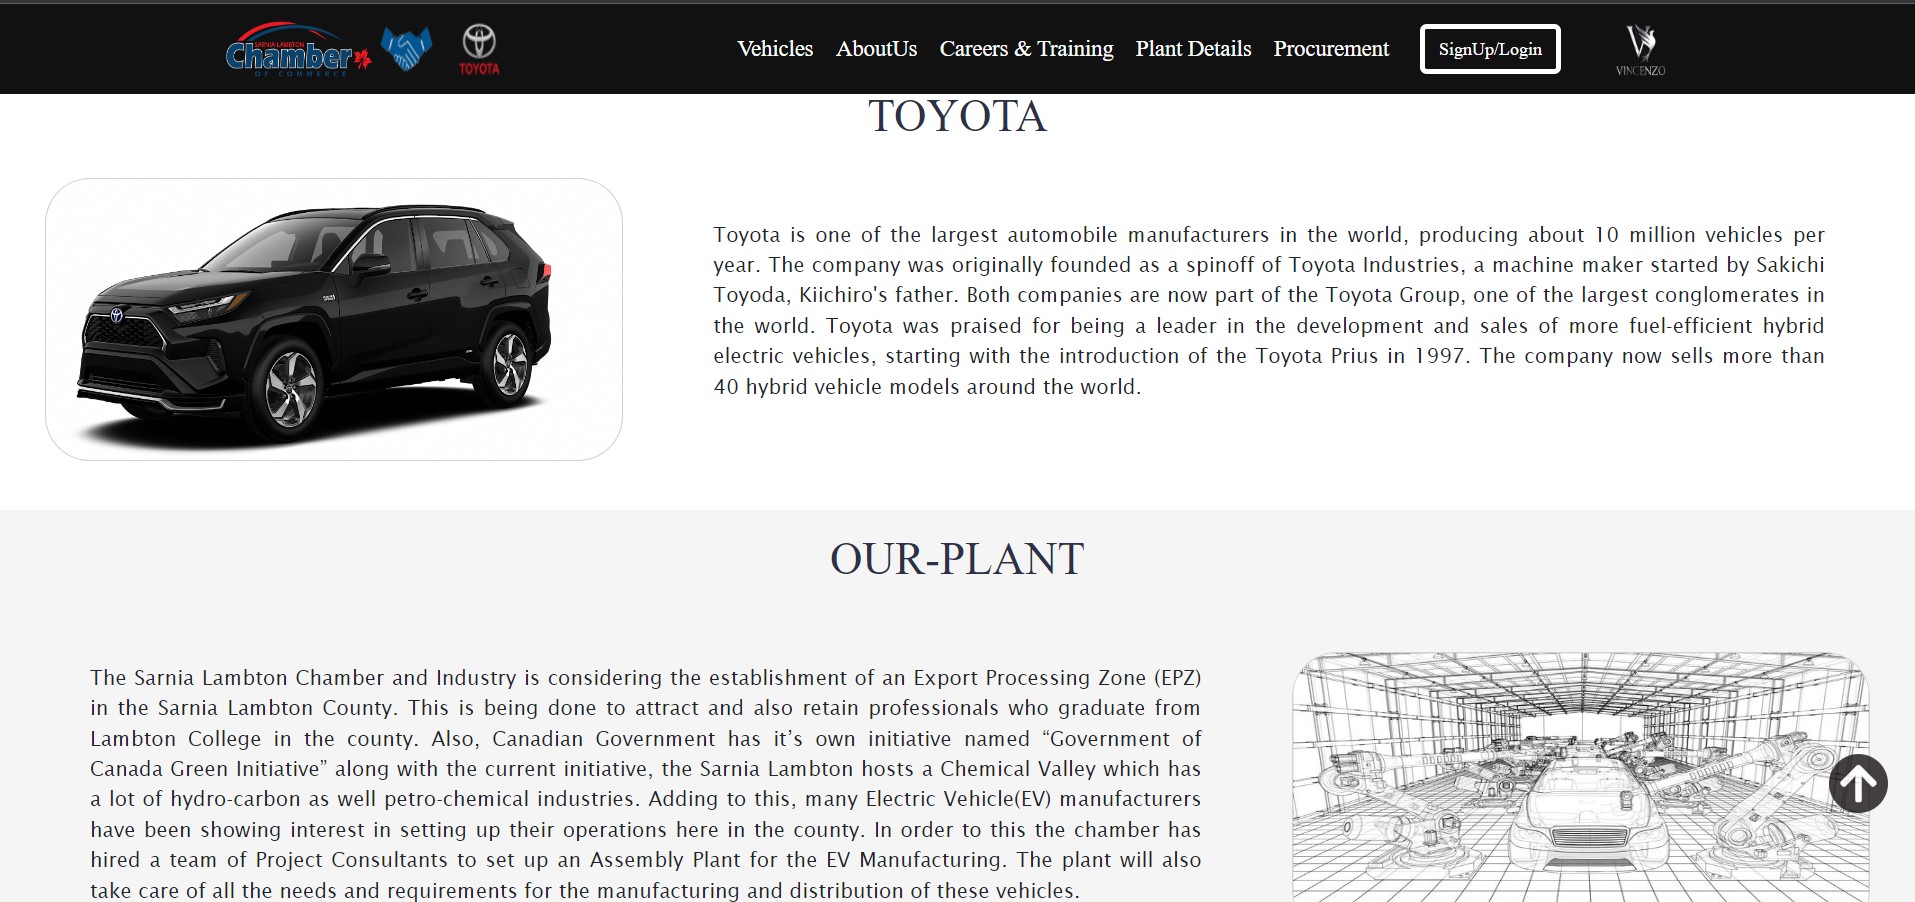 SARNIA LAMBTON
Chamber
OF COMMERCE
TOYOTA
Vehicles AboutUs Careers & Training Plant Details Procurement SignUp/Login
VINCENZO
TOYOTA
Toyota is one of the largest automobile manufacturers in the world, producing about 10 million vehicles per
year. The company was originally founded as a spinoff of Toyota Industries, a machine maker started by Sakichi
Toyoda, Kiichiro's father. Both companies are now part of the Toyota Group, one of the largest conglomerates in
the world. Toyota was praised for being a leader in the development and sales of more fuel-efficient hybrid
electric vehicles, starting with the introduction of the Toyota Prius in 1997. The company now sells more than
40 hybrid vehicle models around the world.
OUR-PLANT
The Sarnia Lambton Chamber and Industry is considering the establishment of an Export Processing Zone (EPZ)
in the Sarnia Lambton County. This is being done to attract and also retain professionals who graduate from
Lambton College in the county. Also, Canadian Government has it’s own initiative named “Government of
Canada Green Initiative” along with the current initiative, the Sarnia Lambton hosts a Chemical Valley which has
a lot of hydro-carbon as well petro-chemical industries. Adding to this, many Electric Vehicle(EV) manufacturers
have been showing interest in setting up their operations here in the county. In order to this the chamber has
hired a team of Project Consultants to set up an Assembly Plant for the EV Manufacturing. The plant will also
take care of all the needs and requirements for the manufacturing and distribution of these vehicles.